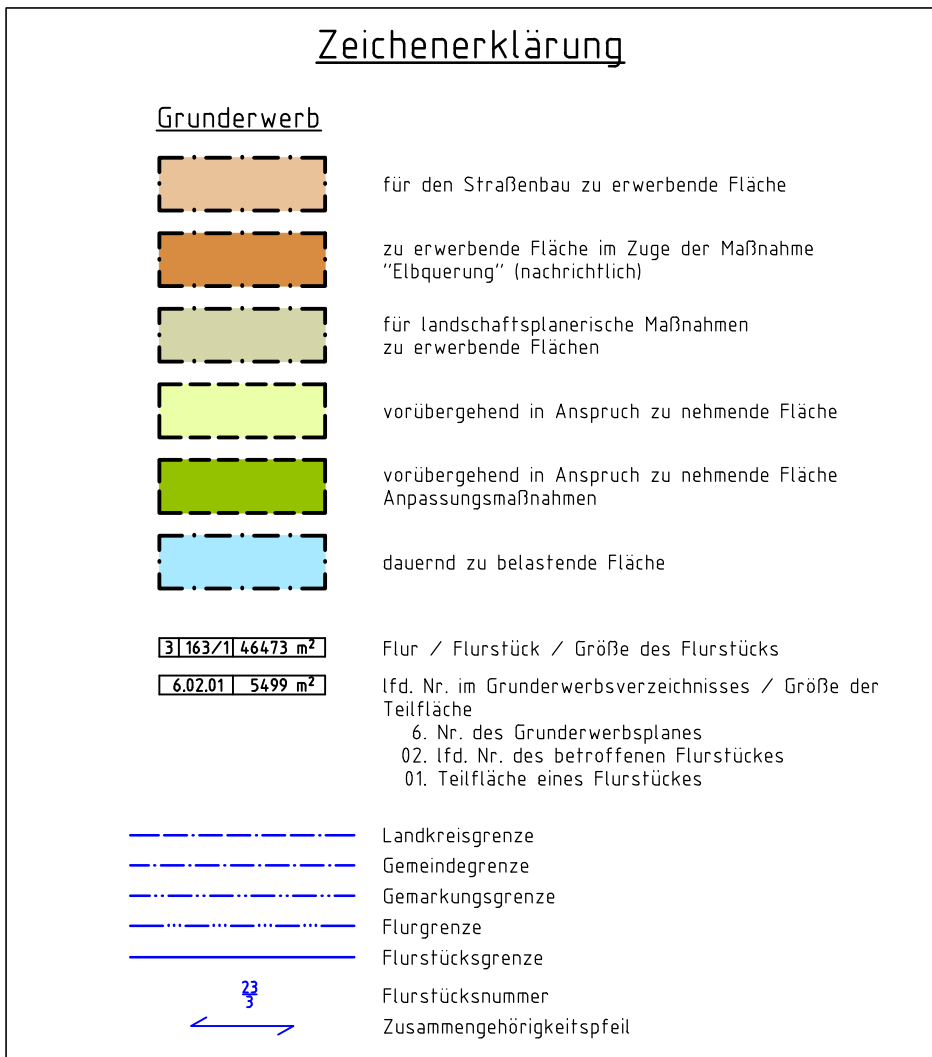 Zeichenerklärung
Grunderwerb
für den Straßenbau zu erwerbende Fläche
zu erwerbende Fläche im Zuge der Maßnahme
"Elbquerung" (nachrichtlich)
für landschaftsplanerische Maßnahmen
zu erwerbende Flächen
vorübergehend in Anspruch zu nehmende Fläche
vorübergehend in Anspruch zu nehmende Fläche
Anpassungsmaßnahmen
dauernd zu belastende Fläche
3 163/1 46473 m² Flur / Flurstück / Größe des Flurstücks
6.02.01 5499 m² lfd. Nr. im Grunderwerbsverzeichnisses / Größe der
Teilfläche
6. Nr. des Grunderwerbsplanes
02. lfd. Nr. des betroffenen Flurstückes
01. Teilfläche eines Flurstückes
Landkreisgrenze
Gemeindegrenze
Gemarkungsgrenze
Flurgrenze
Flurstücksgrenze
23
3
Flurstücksnummer
Zusammengehörigkeitspfeil